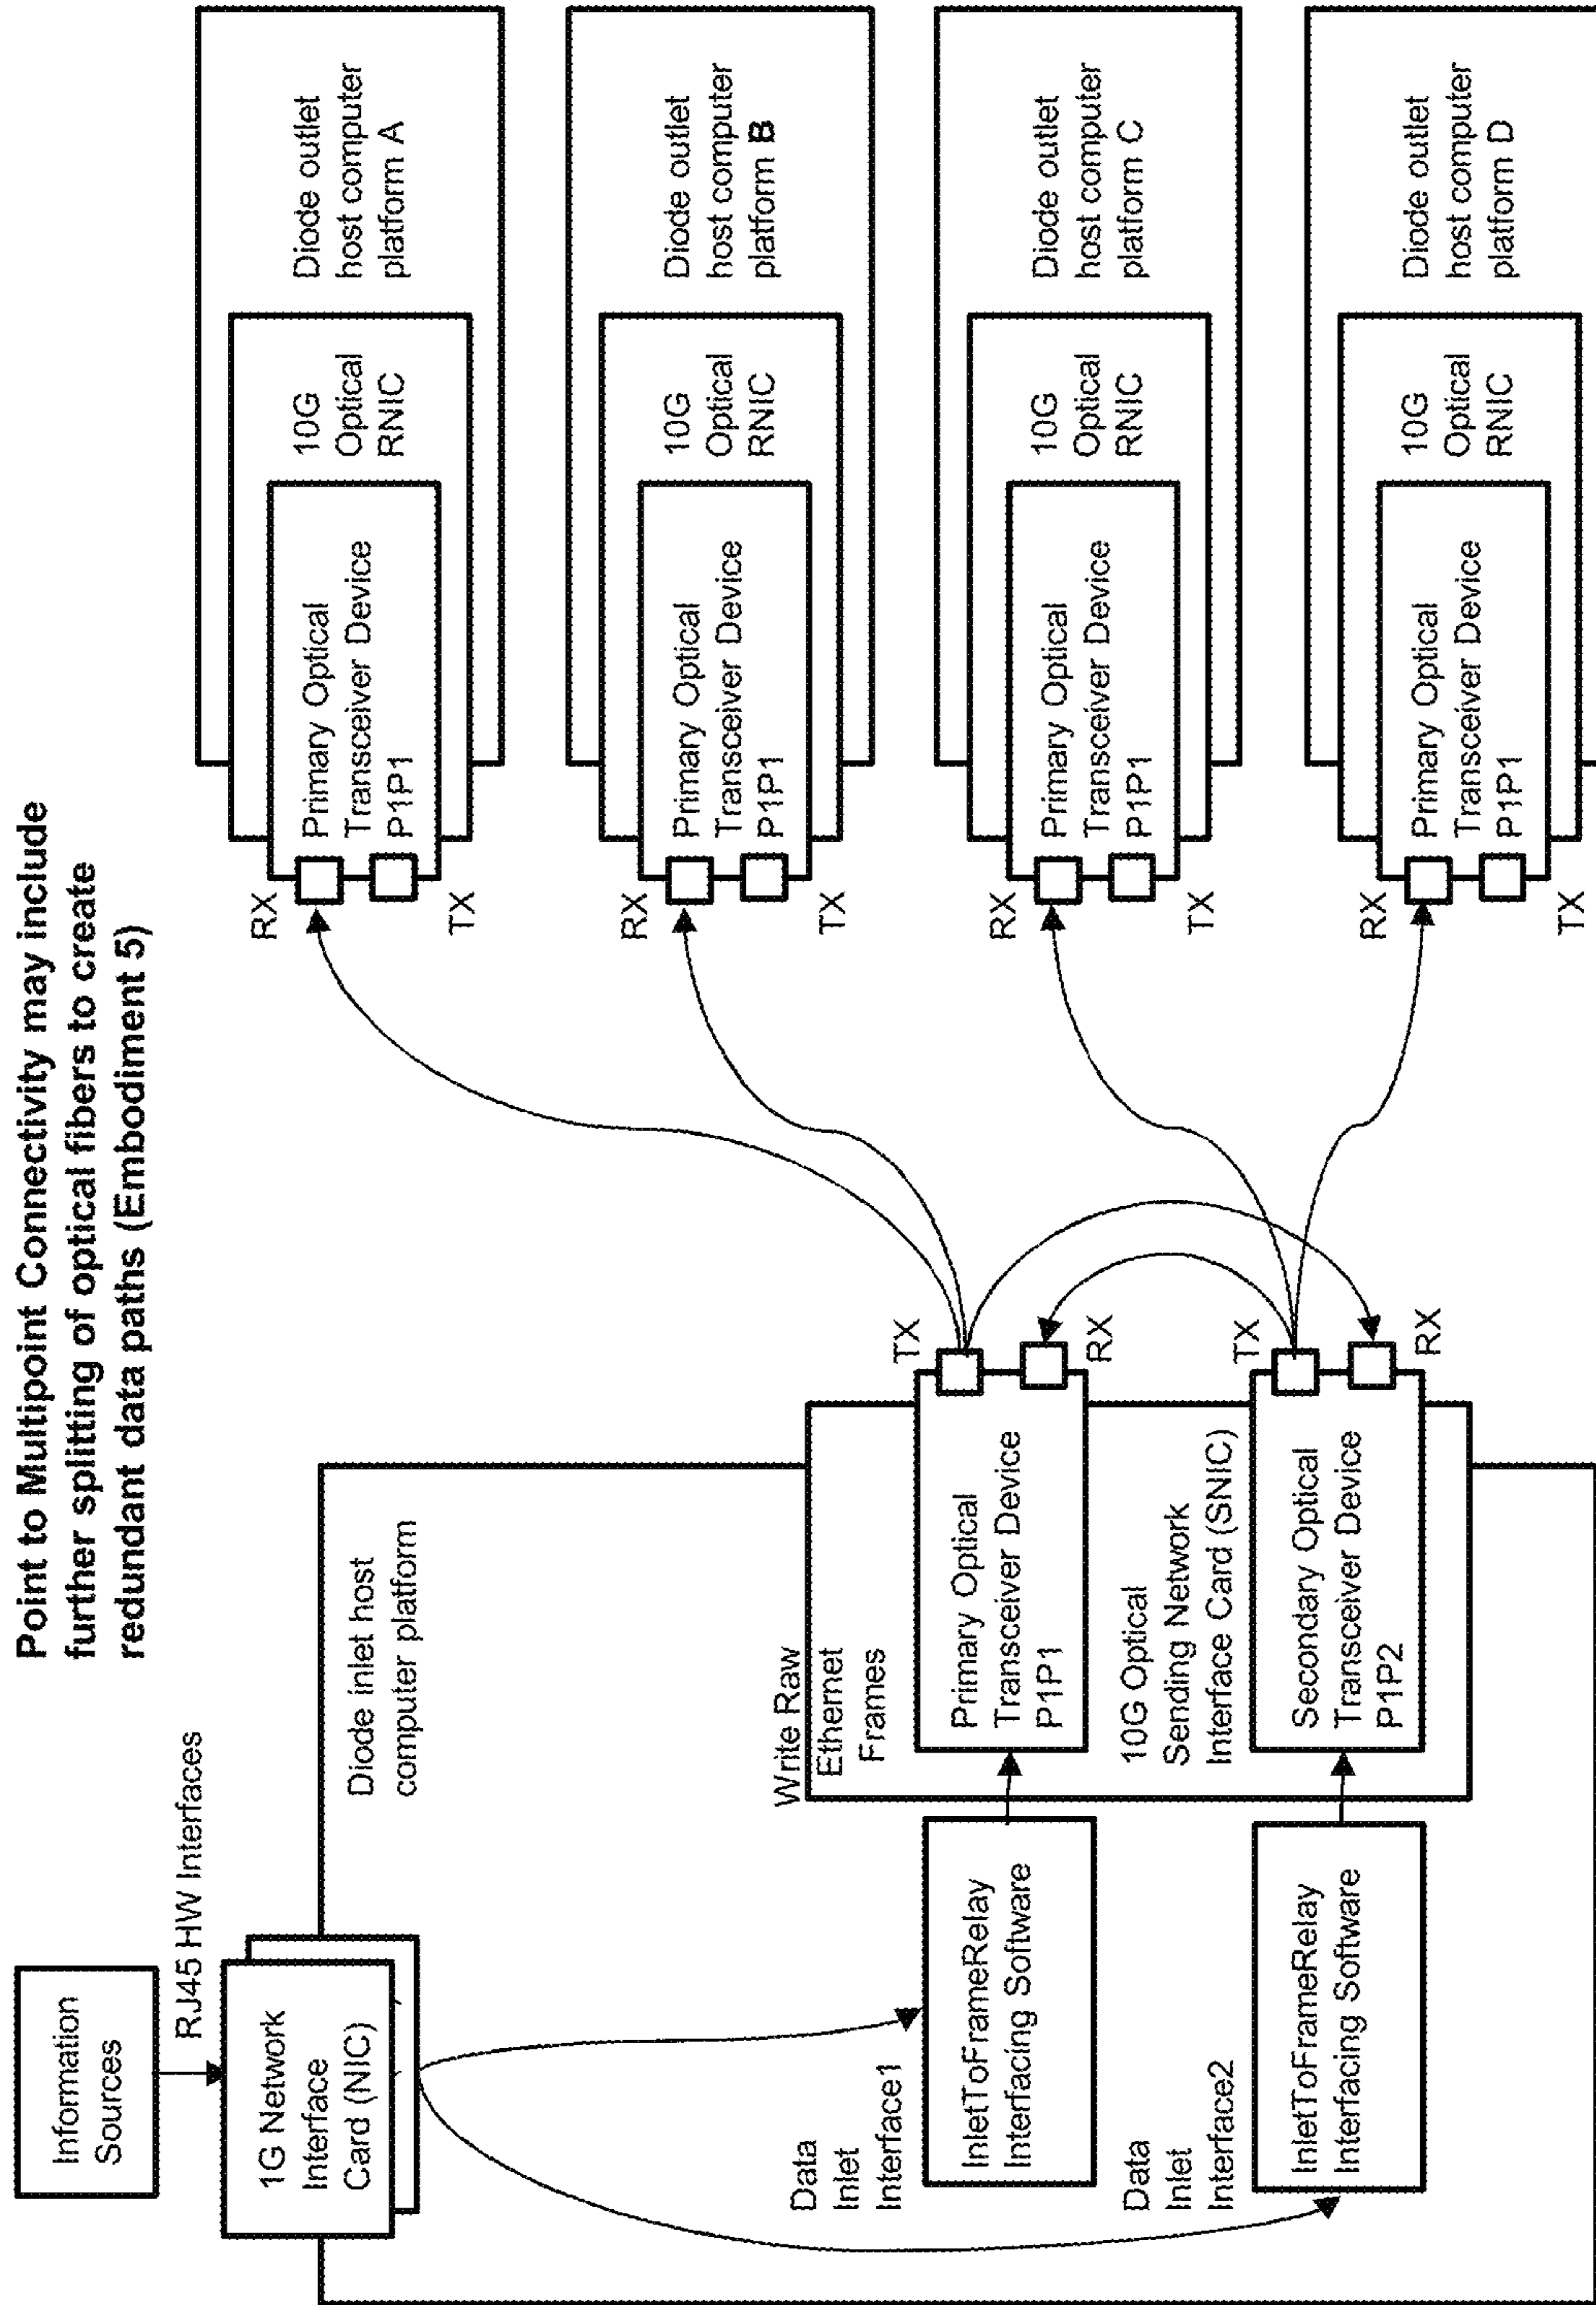 Point to Multipoint Connectivity may include
further splitting of optical fibers to create
redundant data paths (Embodiment 5)
Information
Sources
RJ45 HW Interfaces
1G Network
Interface
Card (NIC)
Diode inlet host
computer platform
Data
Inlet
Interface1
InletToFrameRelay
Interfacing Software
Data
Inlet
Interface2
InletToFrameRelay
Interfacing Software
Write Raw
Ethernet
Frames
Primary Optical
Transceiver Device
P1P1
TX
RX
10G Optical
Sending Network
Interface Card (SNIC)
Secondary Optical
Transceiver Device
P1P2
TX
RX
RX
TX
Primary Optical
Transceiver Device
P1P1
10G
Optical
RNIC
Diode outlet
host computer
platform A
RX
TX
Primary Optical
Transceiver Device
P1P1
10G
Optical
RNIC
Diode outlet
host computer
platform B
RX
TX
Primary Optical
Transceiver Device
P1P1
10G
Optical
RNIC
Diode outlet
host computer
platform C
RX
TX
Primary Optical
Transceiver Device
P1P1
10G
Optical
RNIC
Diode outlet
host computer
platform D